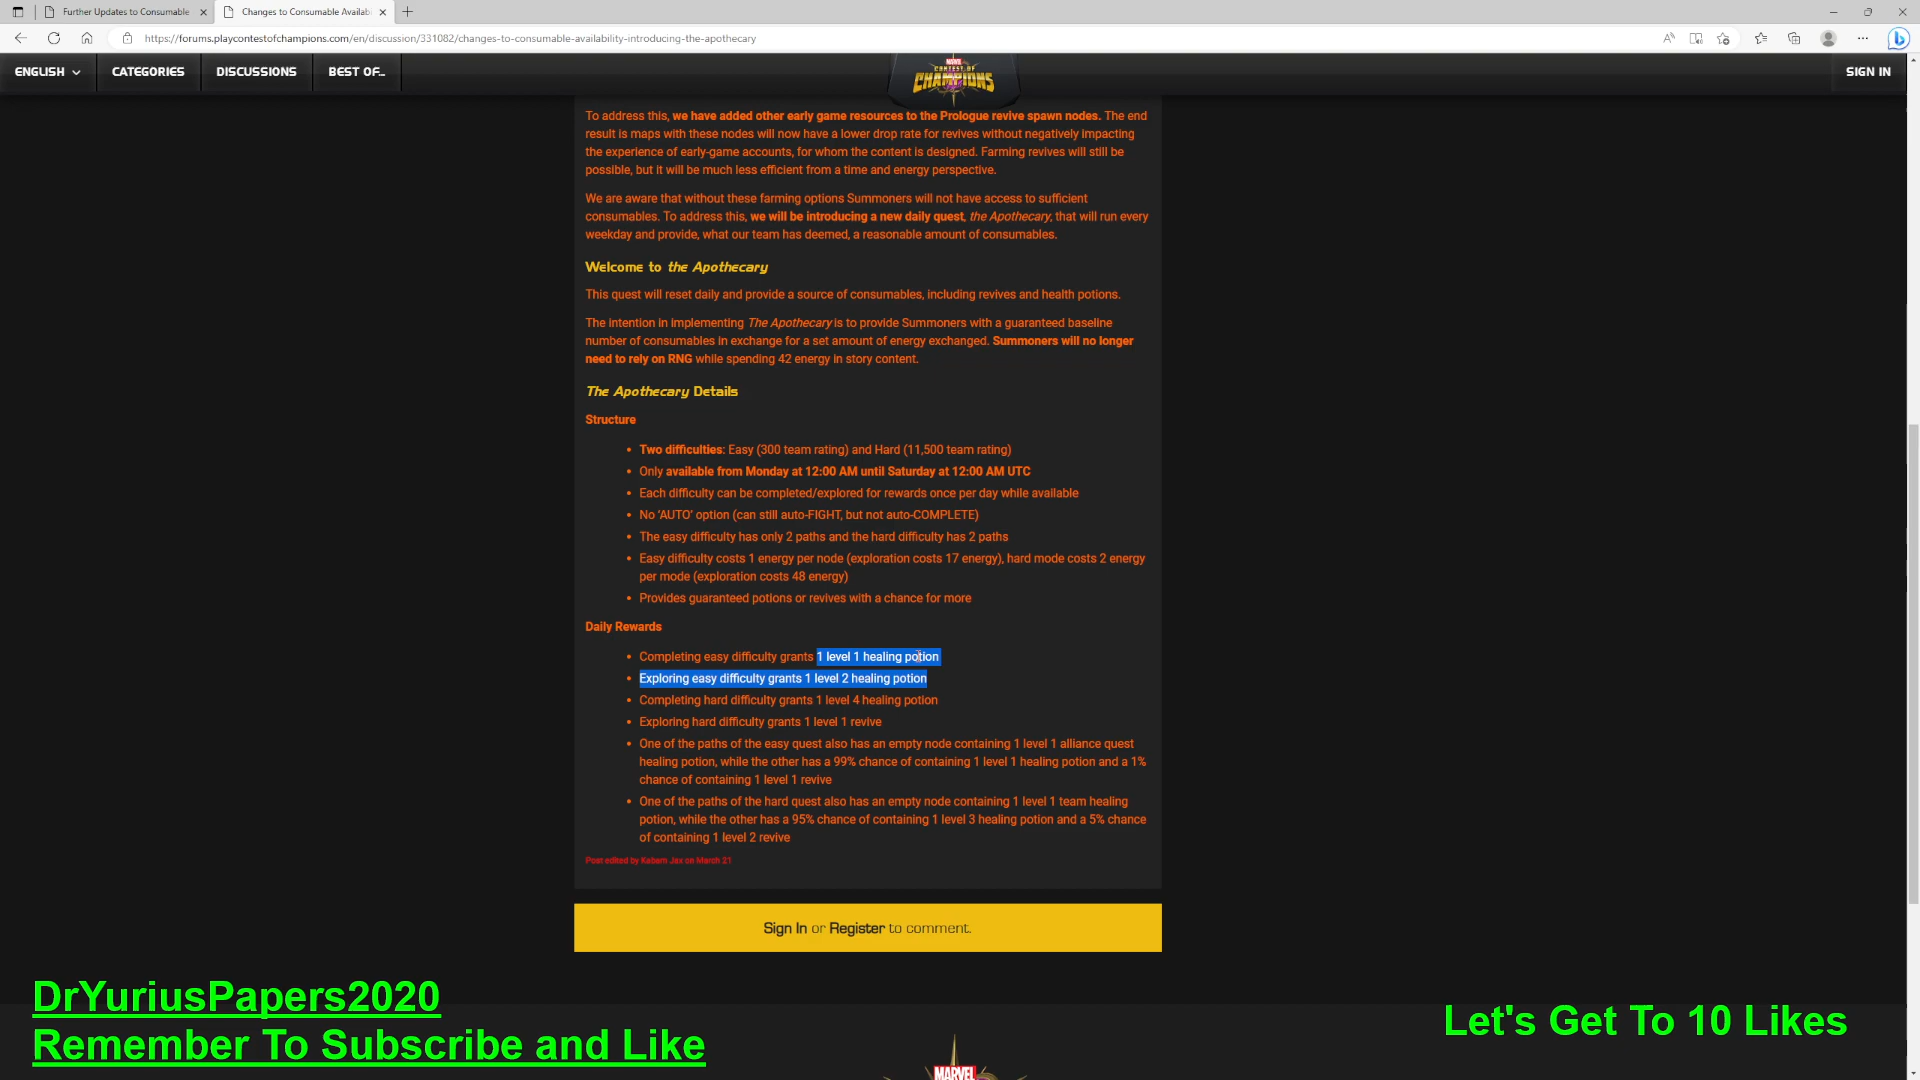 Further Updates to Consumable
Changes to Consumable Availab
https://forums.playcontestofchampions.com/en/discussion/331082/changes-to-consumable-availability-introducing-the-apothecary
ENGLISH
CATEGORIES
DISCUSSIONS
BEST OF...
MARVEL
CONTEST OF
CHAMPIONS
SIGN IN
To address this, we have added other early game resources to the Prologue revive spawn nodes. The end
result is maps with these nodes will now have a lower drop rate for revives without negatively impacting
the experience of early-game accounts, for whom the content is designed. Farming revives will still be
possible, but it will be much less efficient from a time and energy perspective.
We are aware that without these farming options Summoners will not have access to sufficient
consumables. To address this, we will be introducing a new daily quest, the Apothecary, that will run every
weekday and provide, what our team has deemed, a reasonable amount of consumables.
Welcome to the Apothecary
This quest will reset daily and provide a source of consumables, including revives and health potions.
The intention in implementing The Apothecary is to provide Summoners with a guaranteed baseline
number of consumables in exchange for a set amount of energy exchanged. Summoners will no longer
need to rely on RNG while spending 42 energy in story content.
The Apothecary Details
Structure
• Two difficulties: Easy (300 team rating) and Hard (11,500 team rating)
• Only available from Monday at 12:00 AM until Saturday at 12:00 AM UTC
• Each difficulty can be completed/explored for rewards once per day while available
• No 'AUTO' option (can still auto-FIGHT, but not auto-COMPLETE)
• The easy difficulty has only 2 paths and the hard difficulty has 2 paths
• Easy difficulty costs 1 energy per node (exploration costs 17 energy), hard mode costs 2 energy
per mode (exploration costs 48 energy)
• Provides guaranteed potions or revives with a chance for more
Daily Rewards
• Completing easy difficulty grants 1 level 1 healing potion
• Exploring easy difficulty grants 1 level 2 healing potion
• Completing hard difficulty grants 1 level 4 healing potion
• Exploring hard difficulty grants 1 level 1 revive
• One of the paths of the easy quest also has an empty node containing 1 level 1 alliance quest
healing potion, while the other has a 99% chance of containing 1 level 1 healing potion and a 1%
chance of containing 1 level 1 revive
• One of the paths of the hard quest also has an empty node containing 1 level 1 team healing
potion, while the other has a 95% chance of containing 1 level 3 healing potion and a 5% chance
of containing 1 level 2 revive
Post edited by Kabam Jax on March 21
Sign In or Register to comment.
DrYuriusPapers2020
Remember To Subscribe and Like
Let's Get To 10 Likes
MARVEL